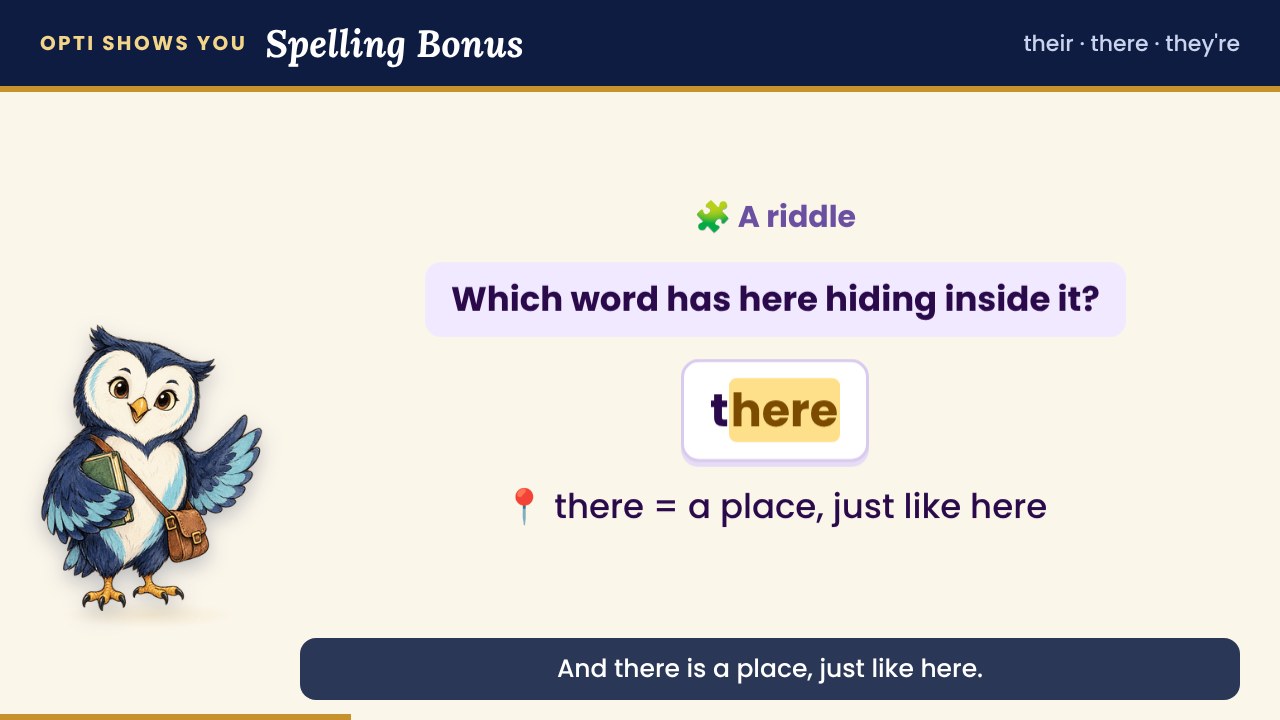 OPTI SHOWS YOU Spelling Bonus
their · there · they're
🧩 A riddle
Which word has here hiding inside it?
there
📍 there = a place, just like here
And there is a place, just like here.